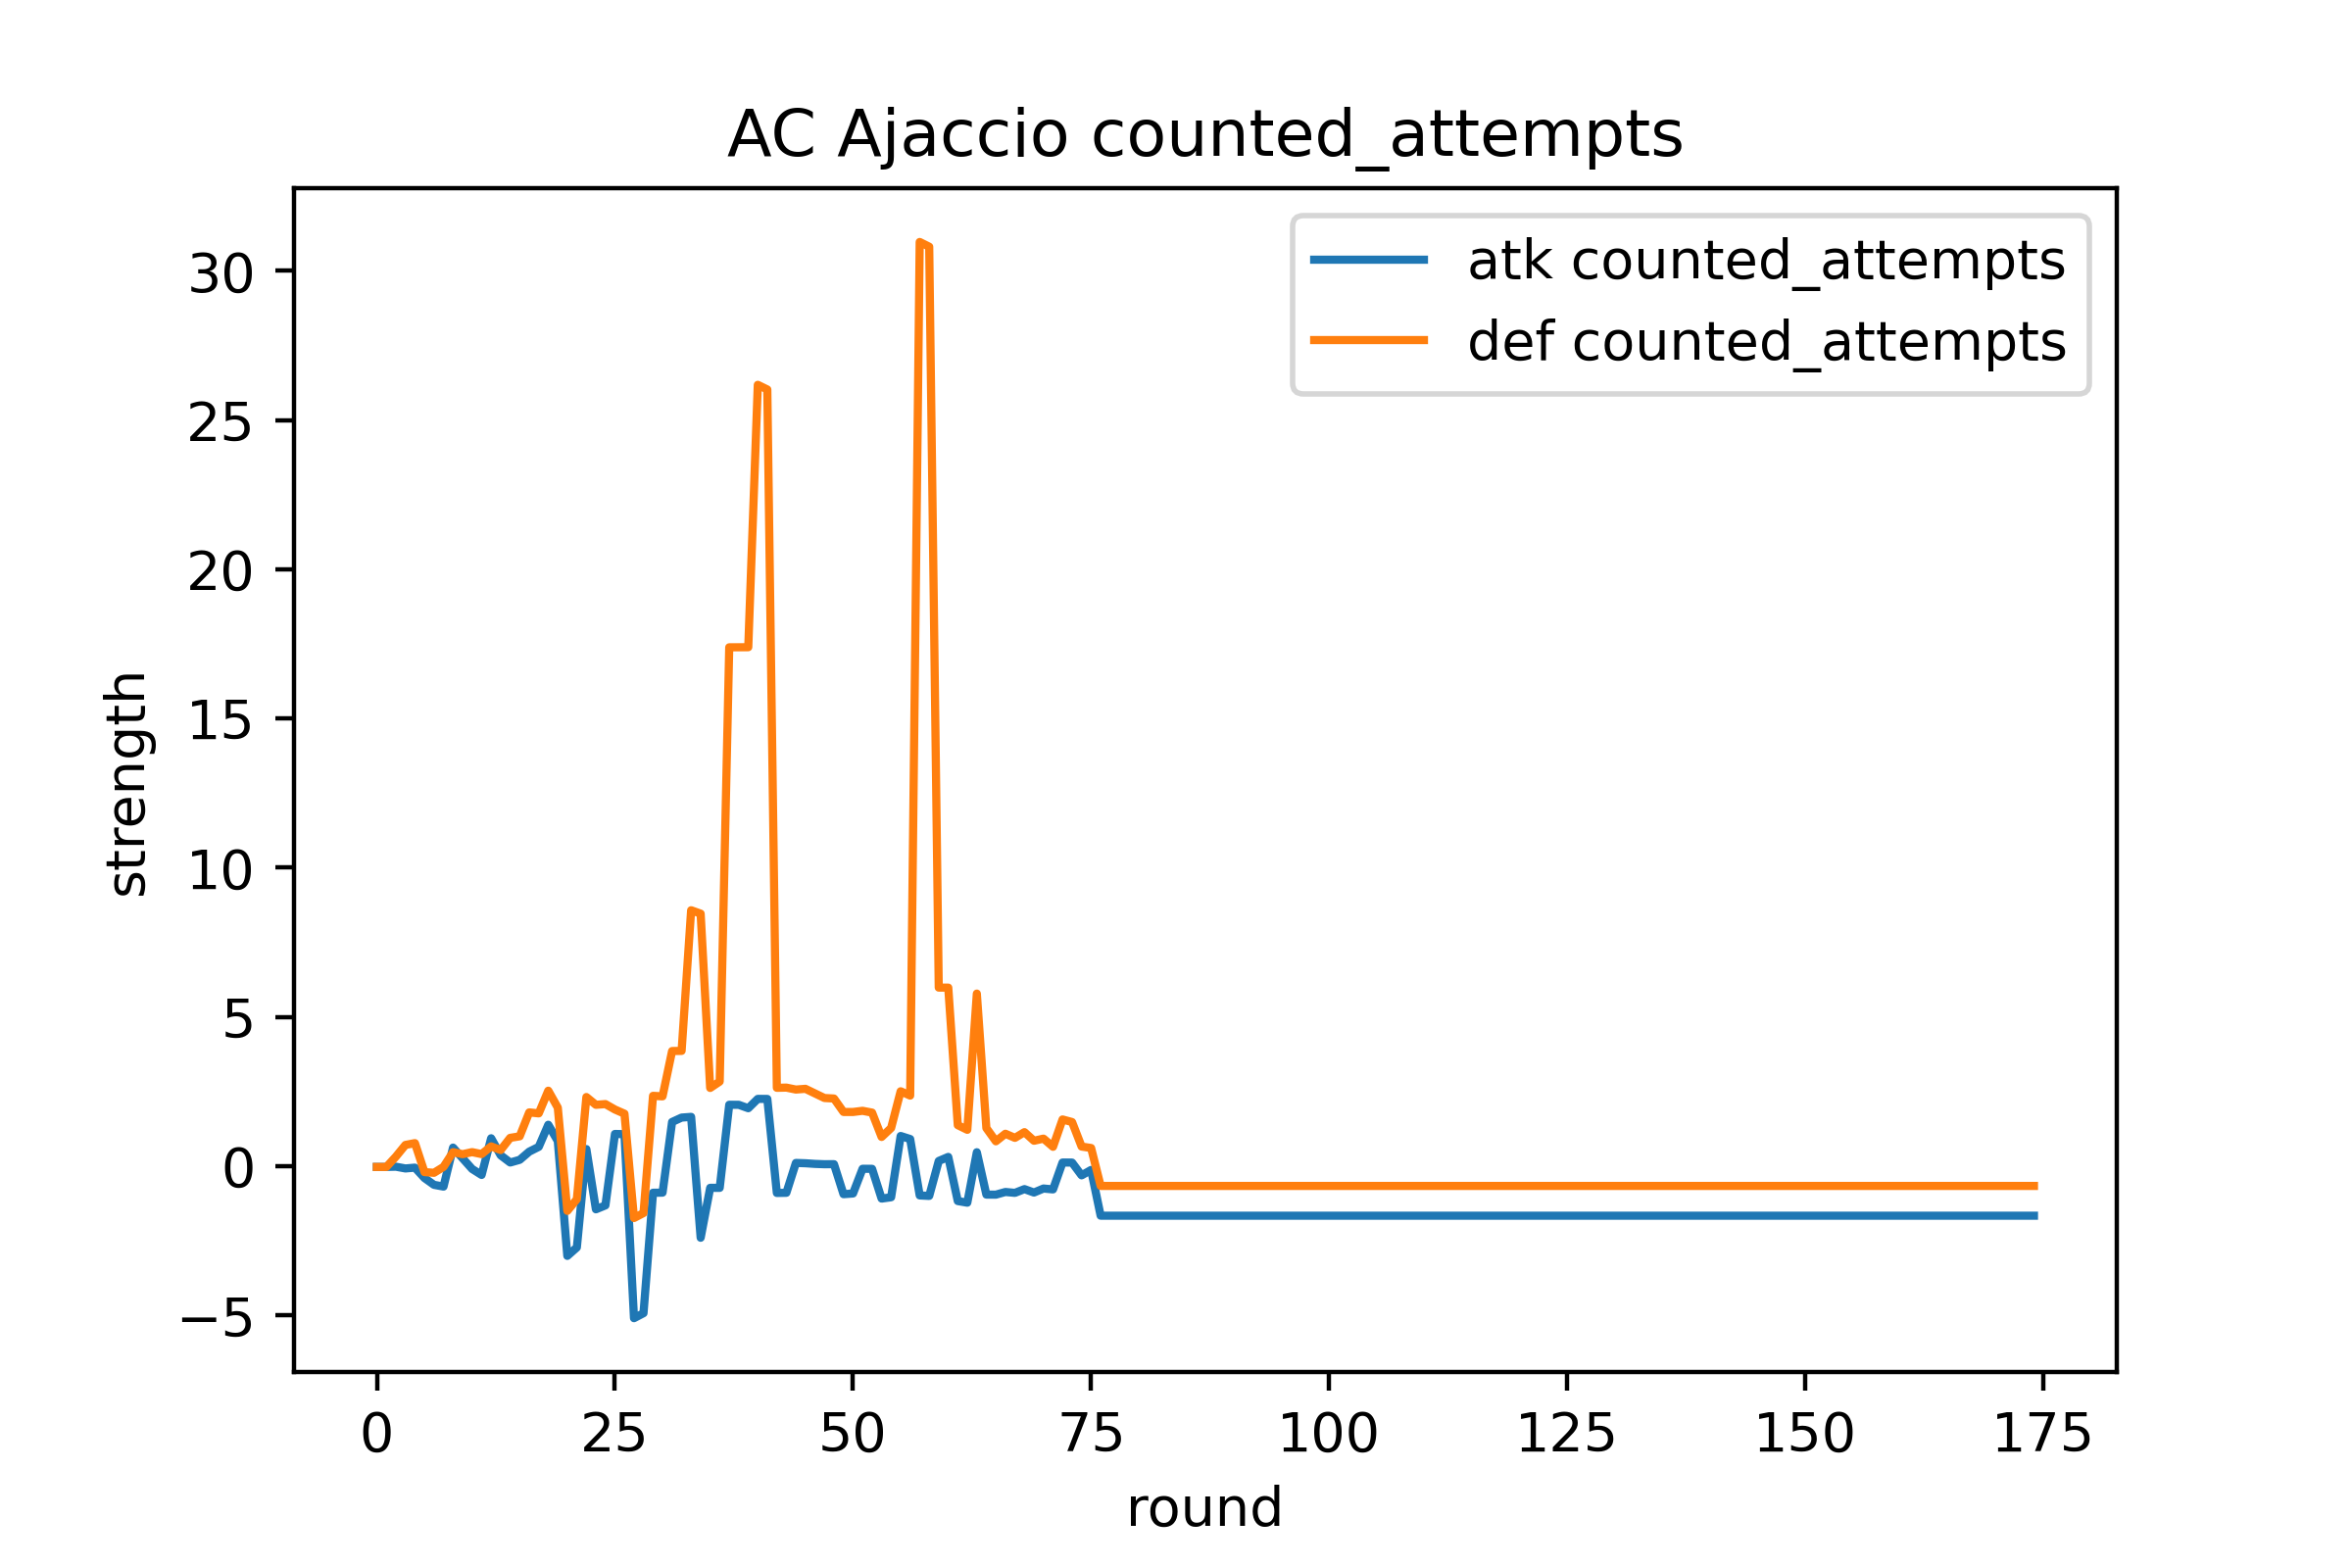 AC Ajaccio counted_attempts
atk counted_attempts
def counted_attempts
30
25
20
15
10
5
0
−5
strength
0 25 50 75 100 125 150 175
round